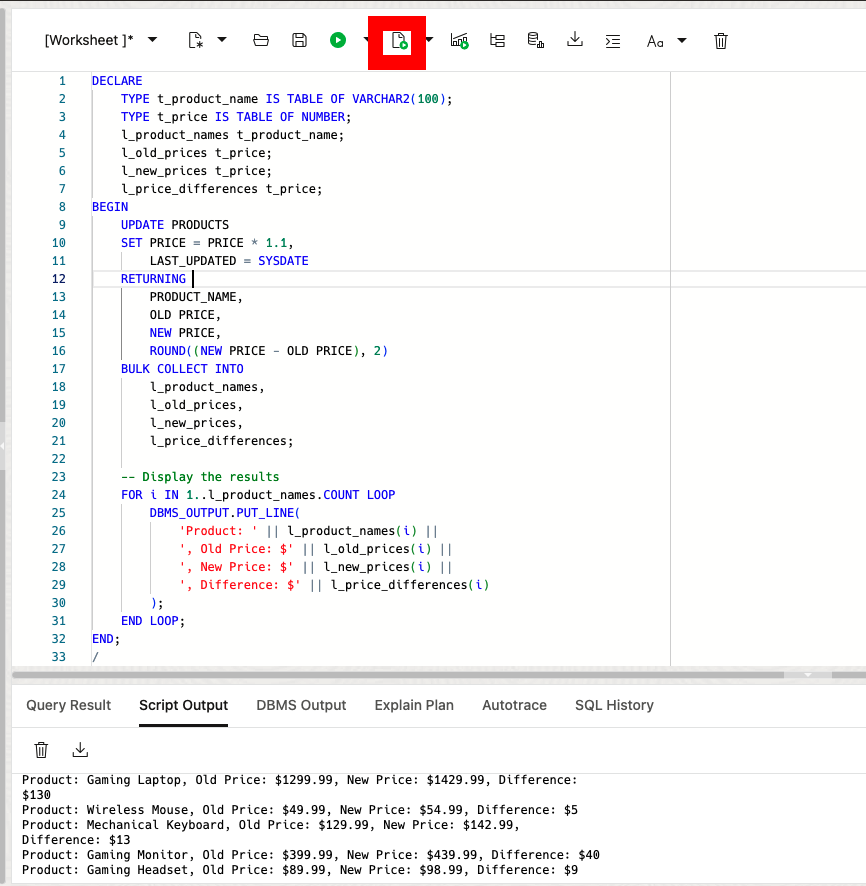 [Worksheet ]*
Aa
1 DECLARE
2 TYPE t_product_name IS TABLE OF VARCHAR2(100);
3 TYPE t_price IS TABLE OF NUMBER;
4 l_product_names t_product_name;
5 l_old_prices t_price;
6 l_new_prices t_price;
7 l_price_differences t_price;
8 BEGIN
9 UPDATE PRODUCTS
10 SET PRICE = PRICE * 1.1,
11 LAST_UPDATED = SYSDATE
12 RETURNING
13 PRODUCT_NAME,
14 OLD PRICE,
15 NEW PRICE,
16 ROUND((NEW PRICE - OLD PRICE), 2)
17 BULK COLLECT INTO
18 l_product_names,
19 l_old_prices,
20 l_new_prices,
21 l_price_differences;
22
23 -- Display the results
24 FOR i IN 1..l_product_names.COUNT LOOP
25 DBMS_OUTPUT.PUT_LINE(
26 'Product: ' || l_product_names(i) ||
27 ', Old Price: $' || l_old_prices(i) ||
28 ', New Price: $' || l_new_prices(i) ||
29 ', Difference: $' || l_price_differences(i)
30 );
31 END LOOP;
32 END;
33 /
Query Result Script Output DBMS Output Explain Plan Autotrace SQL History
Product: Gaming Laptop, Old Price: $1299.99, New Price: $1429.99, Difference:
$130
Product: Wireless Mouse, Old Price: $49.99, New Price: $54.99, Difference: $5
Product: Mechanical Keyboard, Old Price: $129.99, New Price: $142.99,
Difference: $13
Product: Gaming Monitor, Old Price: $399.99, New Price: $439.99, Difference: $40
Product: Gaming Headset, Old Price: $89.99, New Price: $98.99, Difference: $9